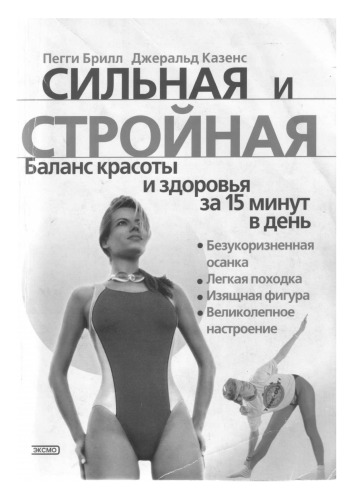 Пегги Брилл Джеральд Казенс
СИЛЬНАЯ и
СТРОЙНАЯ
Баланс красоты
и здоровья
за 15 минут
в день
• Безукоризненная
осанка
• Легкая походка
• Изящная фигура
• Великолепное
настроение
ЭКСМО